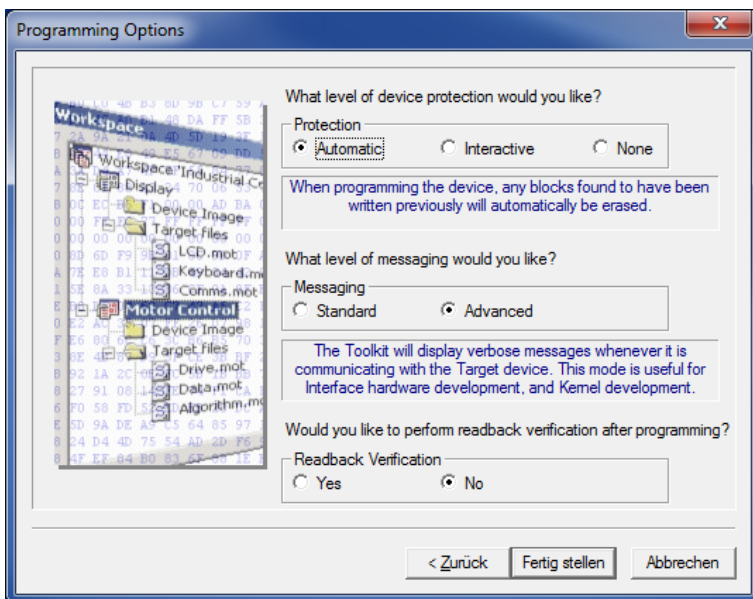 Programming Options
What level of device protection would you like?
Protection
Automatic
Interactive
None
When programming the device, any blocks found to have been
written previously will automatically be erased.
What level of messaging would you like?
Messaging
Standard
Advanced
The Toolkit will display verbose messages whenever it is
communicating with the Target device. This mode is useful for
Interface hardware development, and Kernel development.
Would you like to perform readback verification after programming?
Readback Verification
Yes
No
Workspace
Workspace 'Industrial Ce
Display
Device Image
Target files
LCD.mot
Keyboard.m
Comms.mot
Motor Control
Device Image
Target files
Drive.mot
Data.mot
Algorithm.mo
< Zurück
Fertig stellen
Abbrechen